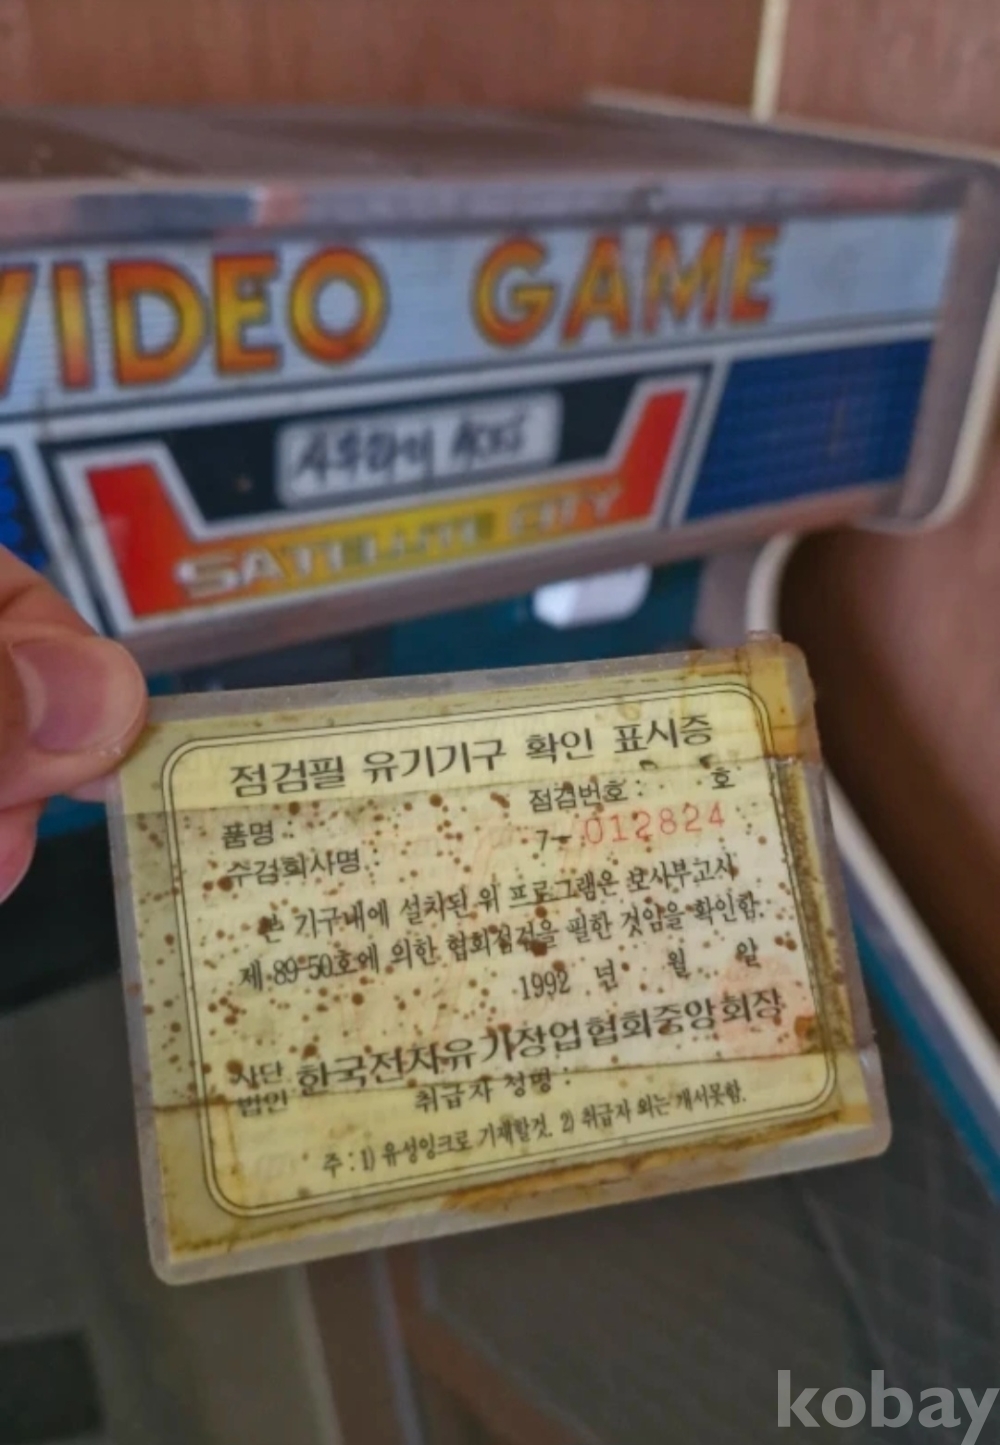 VIDEO GAME
SATELLITE CITY
점검필 유기기구 확인 표시증
점검번호 : 호
품명 :
7- 012824
수검회사명 :
본 기구내에 설치된 위 프로그램은 보사부고시
제 89-50호에 의한 협회점검을 필한 것임을 확인함.
1992 년 월 일
사단
법인 한국전자유기장업협회중앙회장
취급자 성명 :
주 : 1) 유성잉크로 기재할것. 2) 취급자 외는 개서못함.
kobay